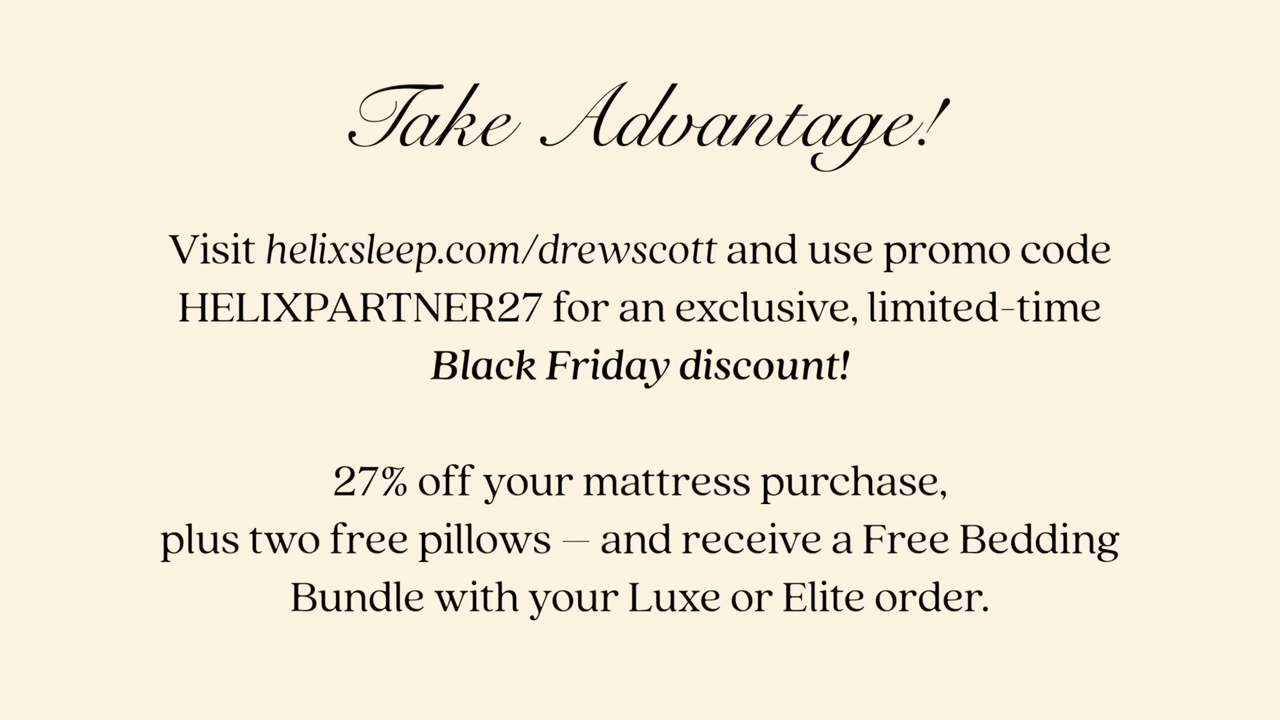 Take Advantage!
Visit helixsleep.com/drewscott and use promo code
HELIXPARTNER27 for an exclusive, limited-time
Black Friday discount!
27% off your mattress purchase,
plus two free pillows — and receive a Free Bedding
Bundle with your Luxe or Elite order.